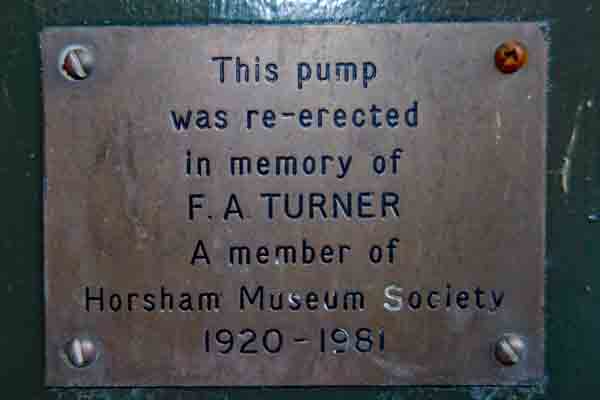 This pump
was re-erected
in memory of
F. A. TURNER
A member of
Horsham Museum Society
1920 - 1981